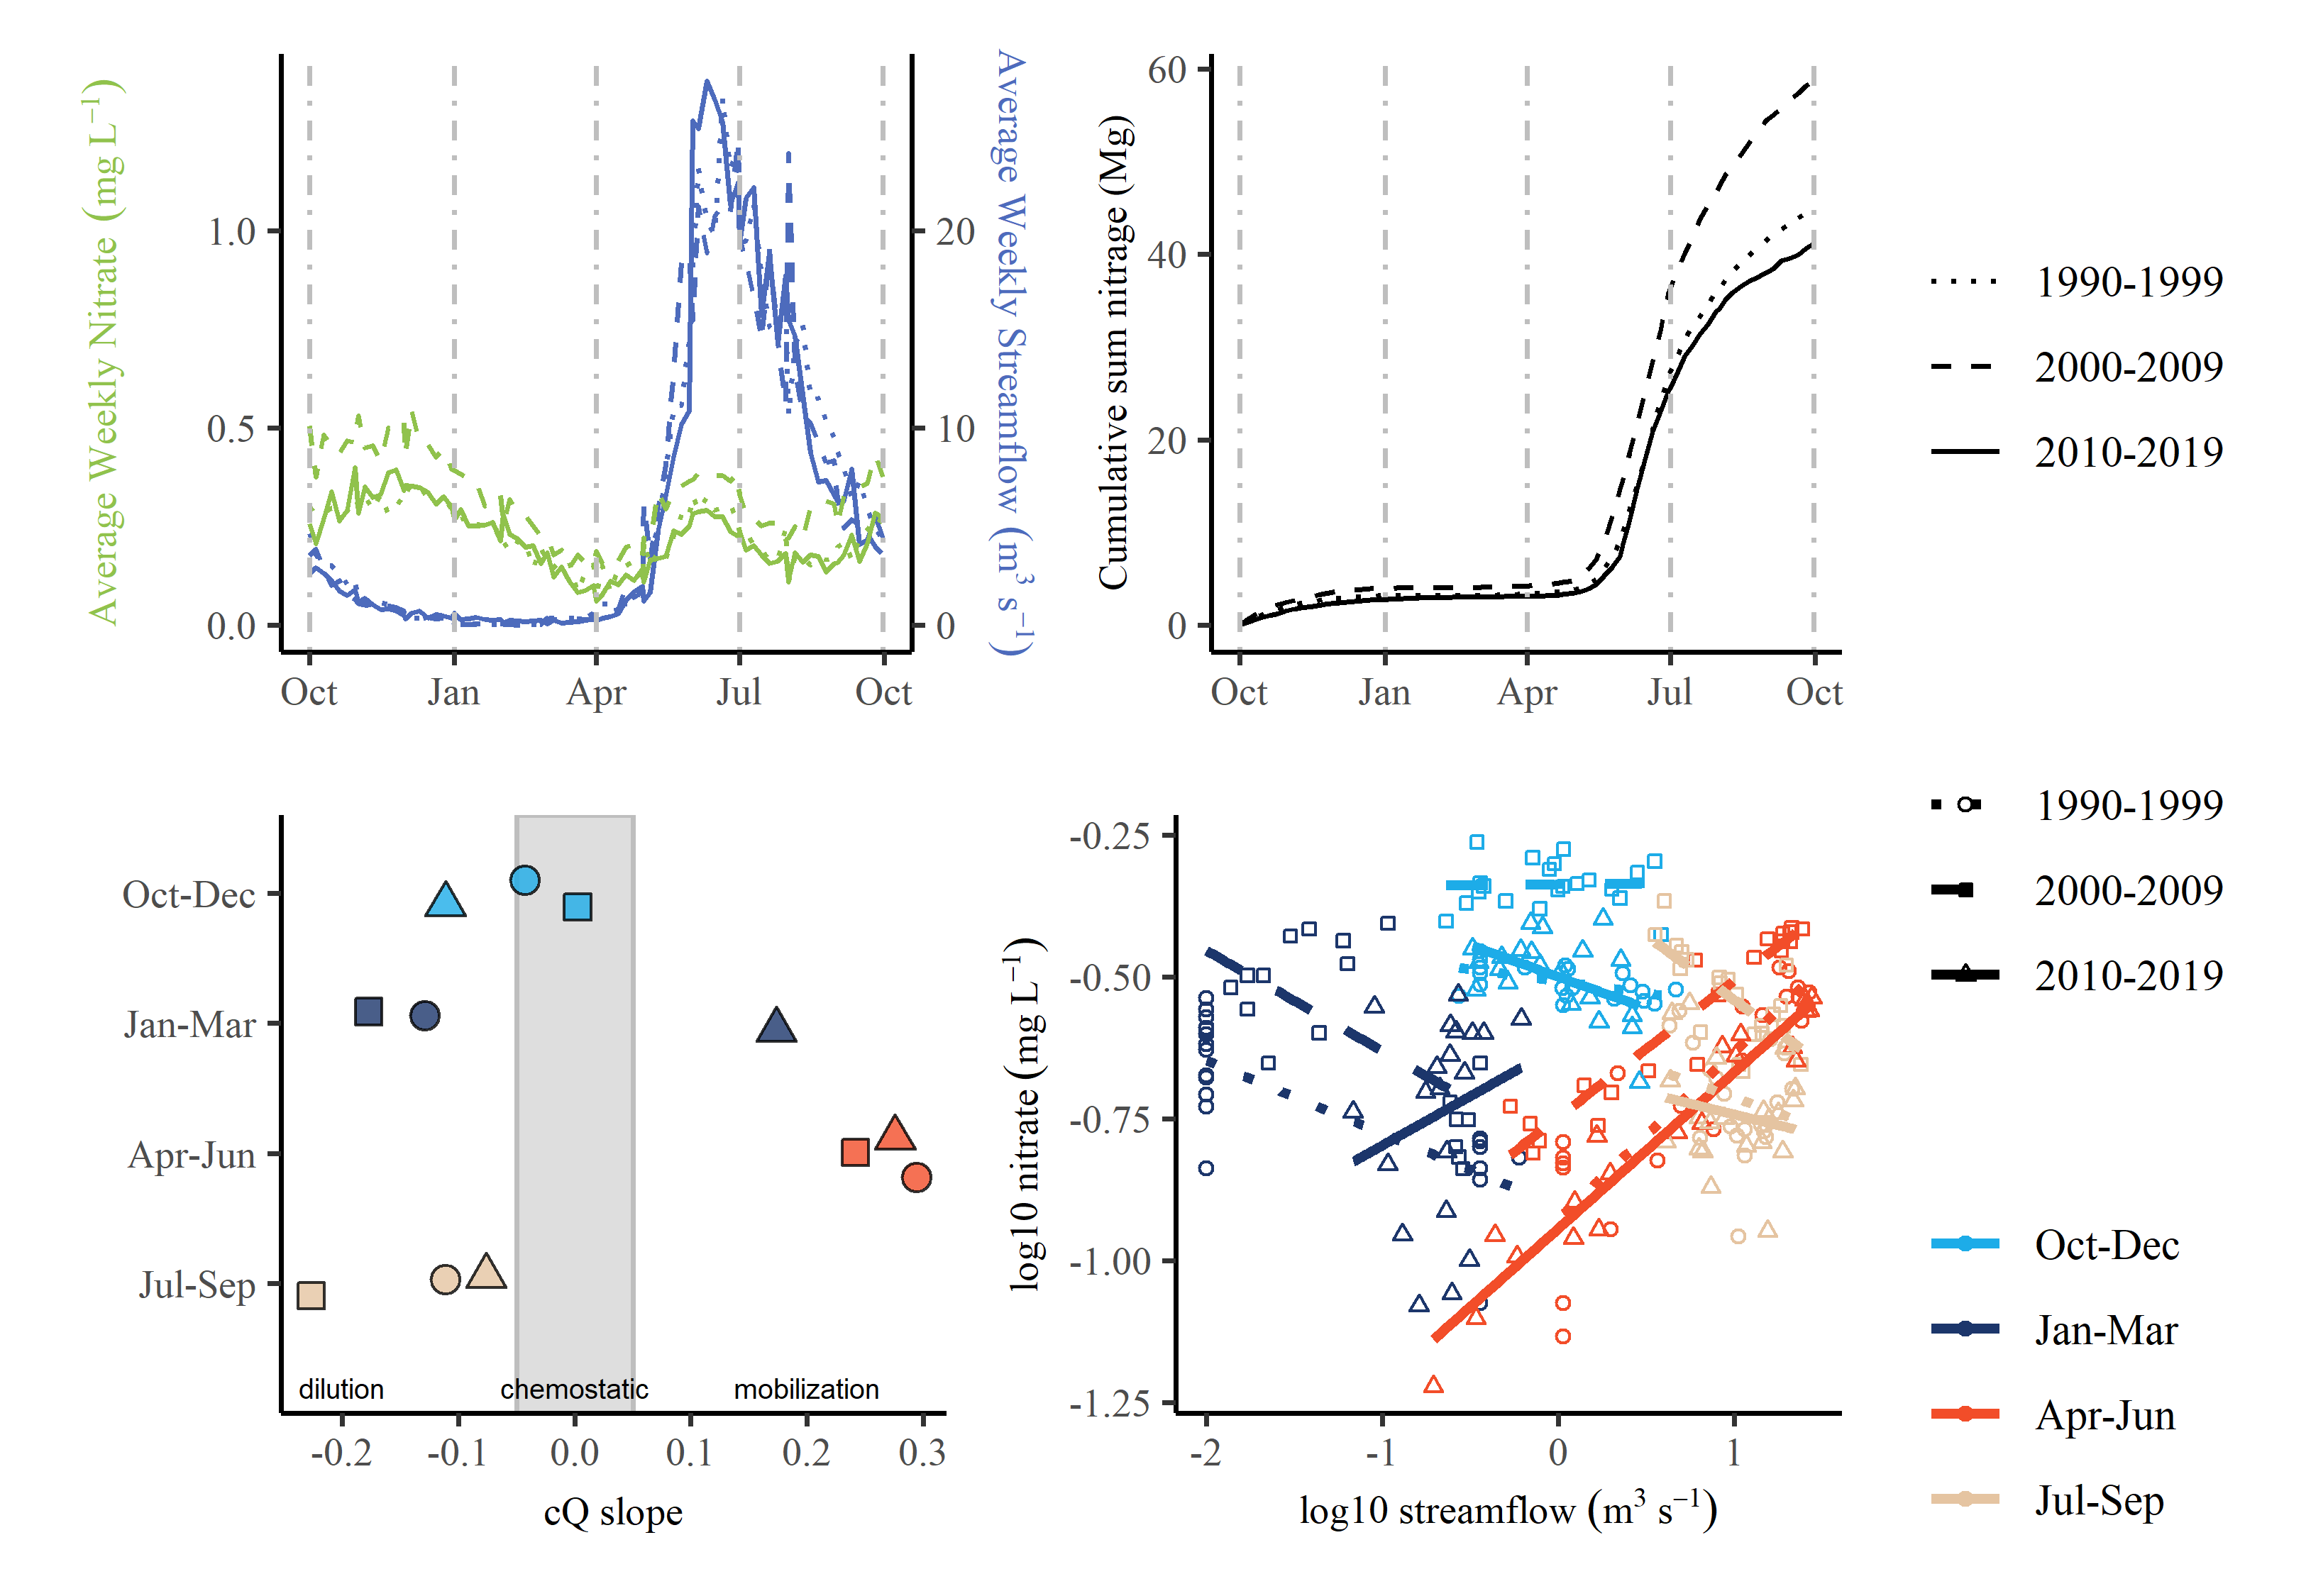 Average Weekly Nitrate (mg L⁻¹)
1.0
0.5
0.0
Oct Jan Apr Jul Oct
20
10
0
Average Weekly Streamflow (m³ s⁻¹)
Cumulative sum nitrage (Mg)
60
40
20
0
Oct Jan Apr Jul Oct
1990-1999
2000-2009
2010-2019
Oct-Dec
Jan-Mar
Apr-Jun
Jul-Sep
dilution chemostatic mobilization
-0.2 -0.1 0.0 0.1 0.2 0.3
cQ slope
log10 nitrate (mg L⁻¹)
-0.25
-0.50
-0.75
-1.00
-1.25
-2 -1 0 1
log10 streamflow (m³ s⁻¹)
1990-1999
2000-2009
2010-2019
Oct-Dec
Jan-Mar
Apr-Jun
Jul-Sep